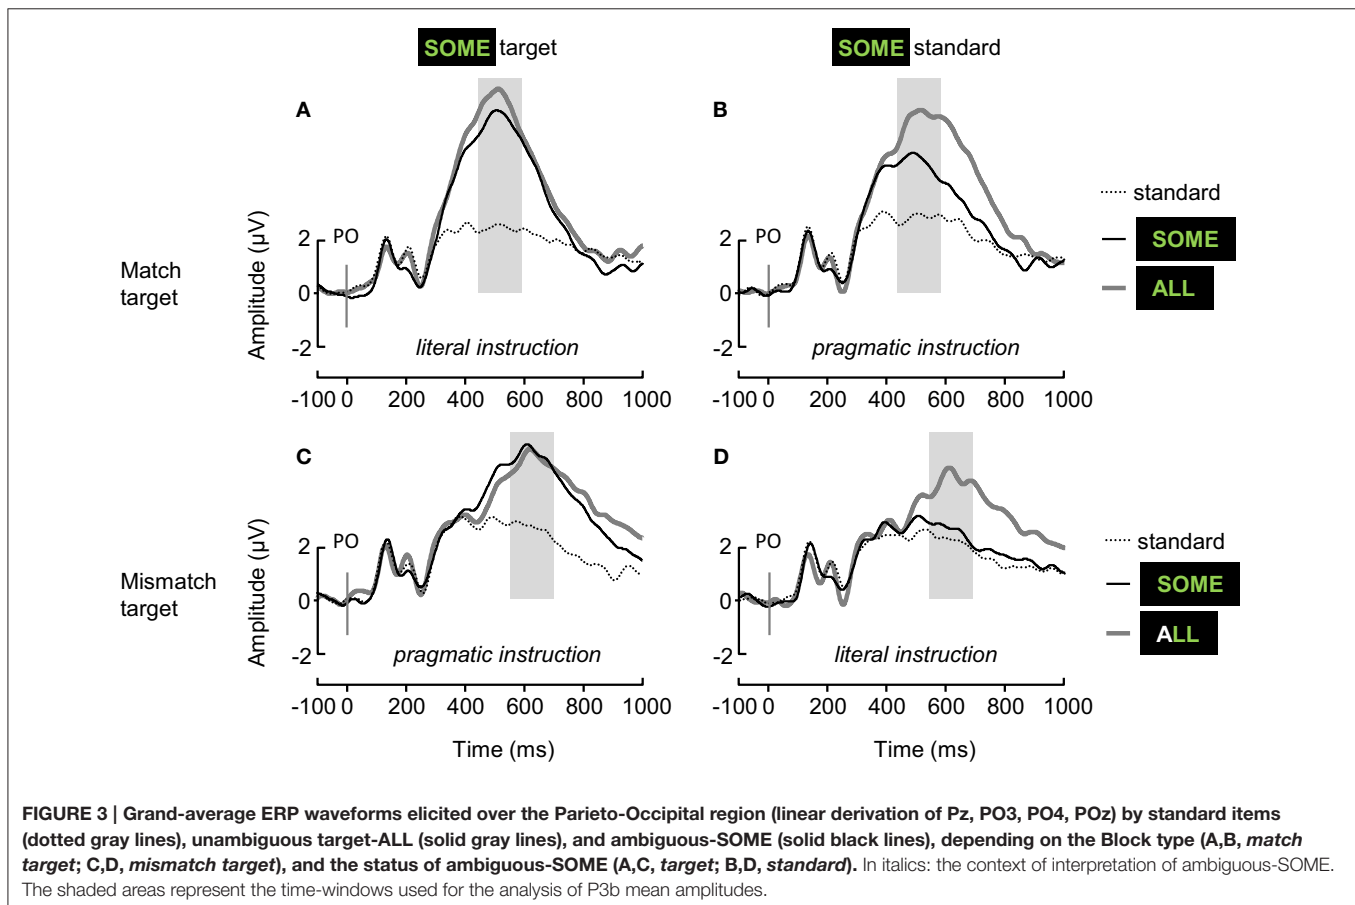 SOME target
SOME standard
A
B
standard
SOME
ALL
Match
target
Amplitude (µV)
2
0
-2
PO
literal instruction
-100 0 200 400 600 800 1000
2
0
-2
PO
pragmatic instruction
-100 0 200 400 600 800 1000
C
D
standard
SOME
ALL
Mismatch
target
Amplitude (µV)
2
0
-2
PO
pragmatic instruction
-100 0 200 400 600 800 1000
Time (ms)
2
0
-2
PO
literal instruction
-100 0 200 400 600 800 1000
Time (ms)
Amplitude (µV)
Amplitude (µV)
FIGURE 3 | Grand-average ERP waveforms elicited over the Parieto-Occipital region (linear derivation of Pz, PO3, PO4, POz) by standard items
(dotted gray lines), unambiguous target-ALL (solid gray lines), and ambiguous-SOME (solid black lines), depending on the Block type (A,B, match
target; C,D, mismatch target), and the status of ambiguous-SOME (A,C, target; B,D, standard). In italics: the context of interpretation of ambiguous-SOME.
The shaded areas represent the time-windows used for the analysis of P3b mean amplitudes.